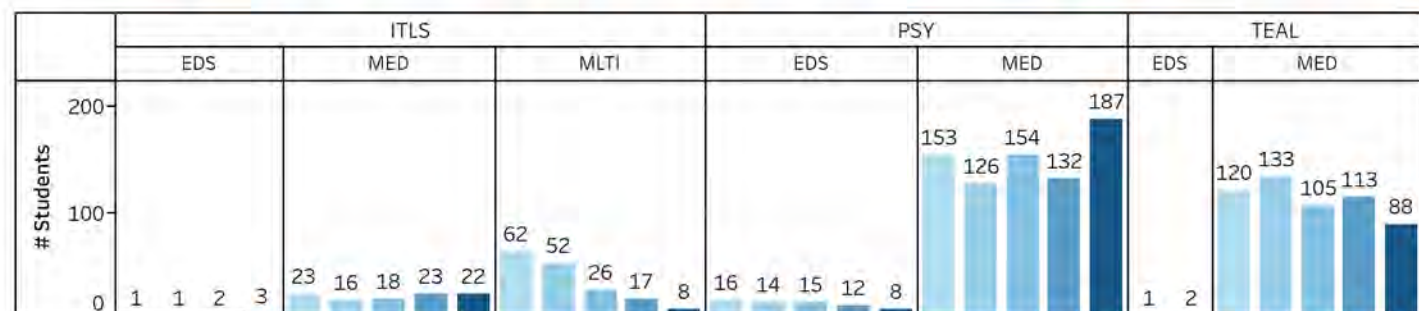 ITLS PSY TEAL
EDS MED MLTI EDS MED EDS MED
200
187
153 154
126 132 133
120 113
105
100
88
# Students
62
52
23 16 18 23 22 26 17 8 16 14 15 12 8
0 1 1 2 3 1 2